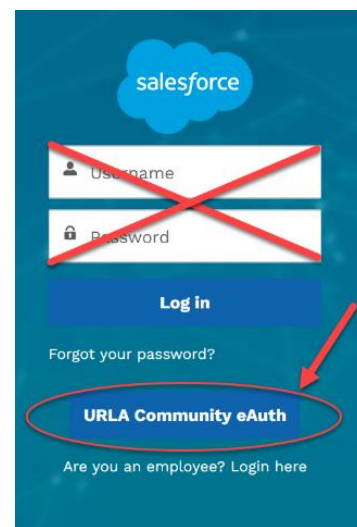 salesforce
Username
Password
Log in
Forgot your password?
URLA Community eAuth
Are you an employee? Login here